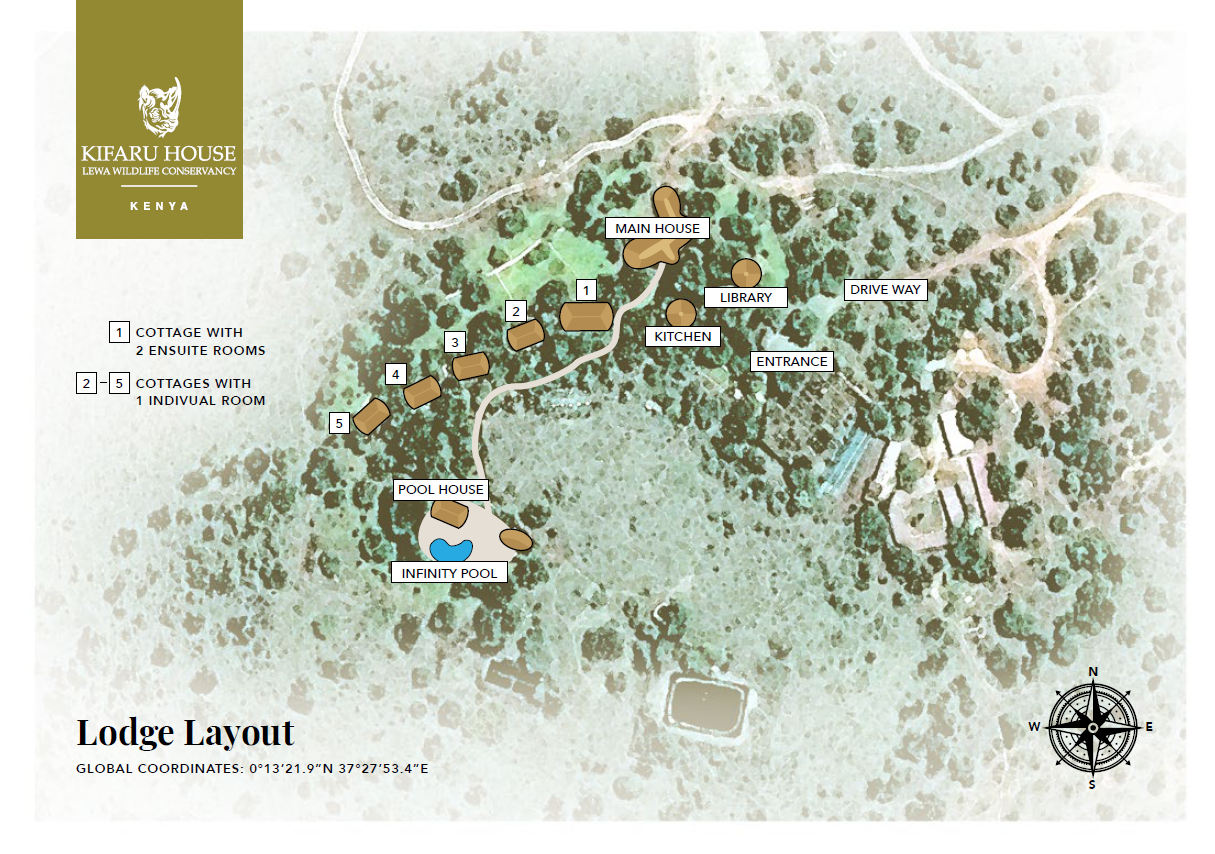 KIFARU HOUSE
LEWA WILDLIFE CONSERVANCY
KENYA
MAIN HOUSE
LIBRARY
DRIVE WAY
KITCHEN
ENTRANCE
1
2
3
4
5
1 COTTAGE WITH
2 ENSUITE ROOMS
2–5 COTTAGES WITH
1 INDIVUAL ROOM
POOL HOUSE
INFINITY POOL
Lodge Layout
GLOBAL COORDINATES: 0°13’21.9”N 37°27’53.4”E
N
W E
S